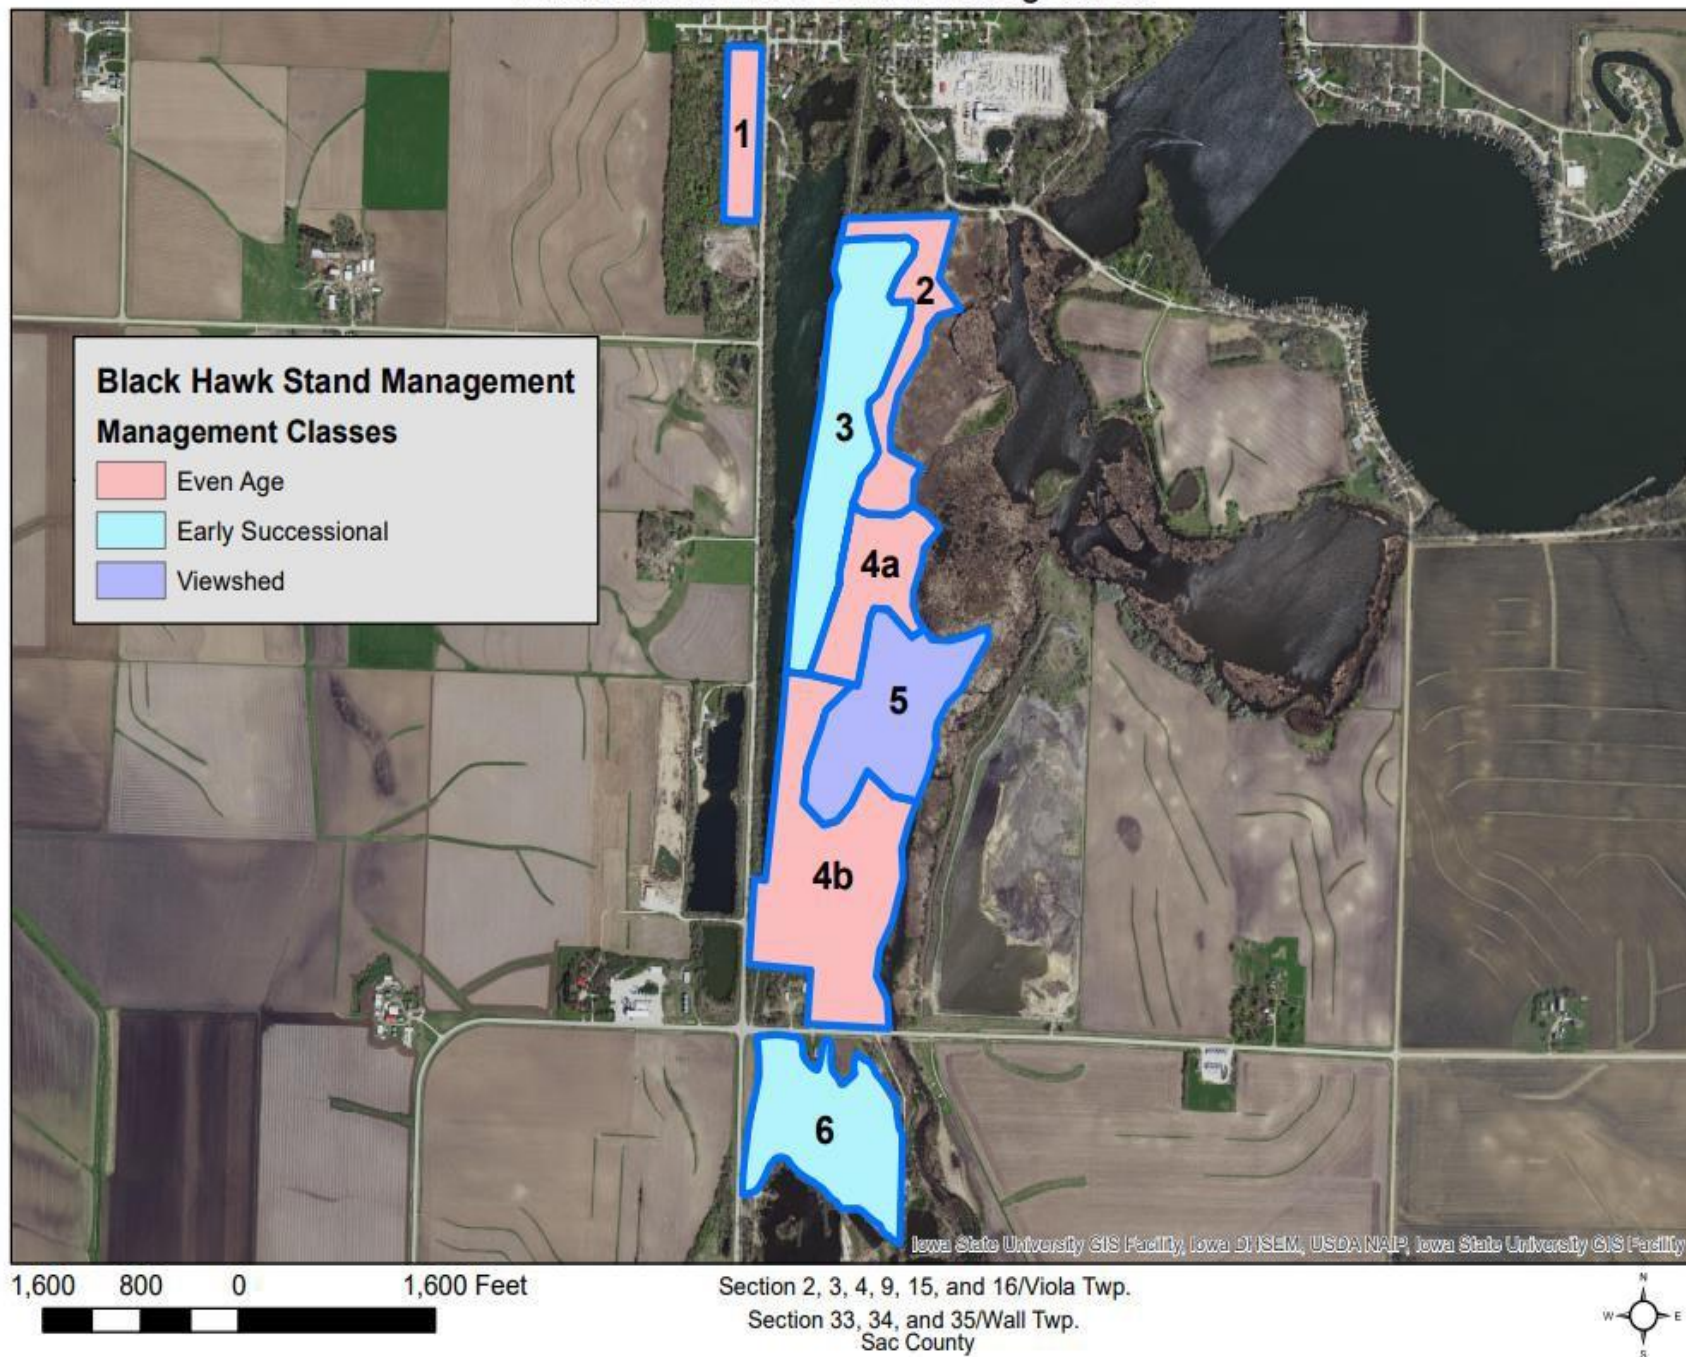 1
2
Black Hawk Stand Management
Management Classes
3
Even Age
Early Successional
4a
Viewshed
5
4b
6
Iowa State University GIS Facility, Iowa DHSEM, USDA NAIP, Iowa State University GIS Facility
1,600 800 0 1,600 Feet
Section 2, 3, 4, 9, 15, and 16/Viola Twp.
Section 33, 34, and 35/Wall Twp.
Sac County
N
W E
S